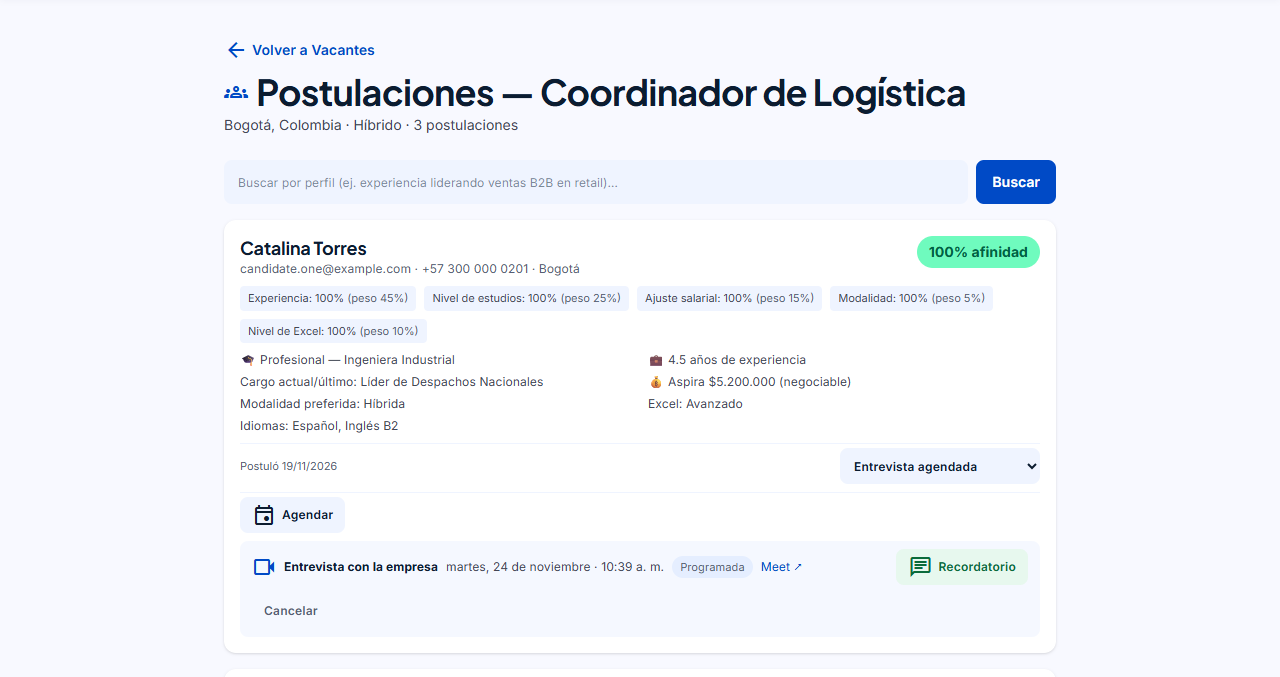 Volver a Vacantes
Postulaciones — Coordinador de Logística
Bogotá, Colombia · Híbrido · 3 postulaciones
Buscar por perfil (ej. experiencia liderando ventas B2B en retail)...
Buscar
Catalina Torres
100% afinidad
candidate.one@example.com · +57 300 000 0201 · Bogotá
Experiencia: 100% (peso 45%) Nivel de estudios: 100% (peso 25%) Ajuste salarial: 100% (peso 15%) Modalidad: 100% (peso 5%)
Nivel de Excel: 100% (peso 10%)
🎓 Profesional — Ingeniera Industrial
💼 4.5 años de experiencia
Cargo actual/último: Líder de Despachos Nacionales
💰 Aspira $5.200.000 (negociable)
Modalidad preferida: Híbrida
Excel: Avanzado
Idiomas: Español, Inglés B2
Postuló 19/11/2026
Entrevista agendada
Agendar
Entrevista con la empresa martes, 24 de noviembre · 10:39 a. m. Programada Meet ↗ Recordatorio
Cancelar